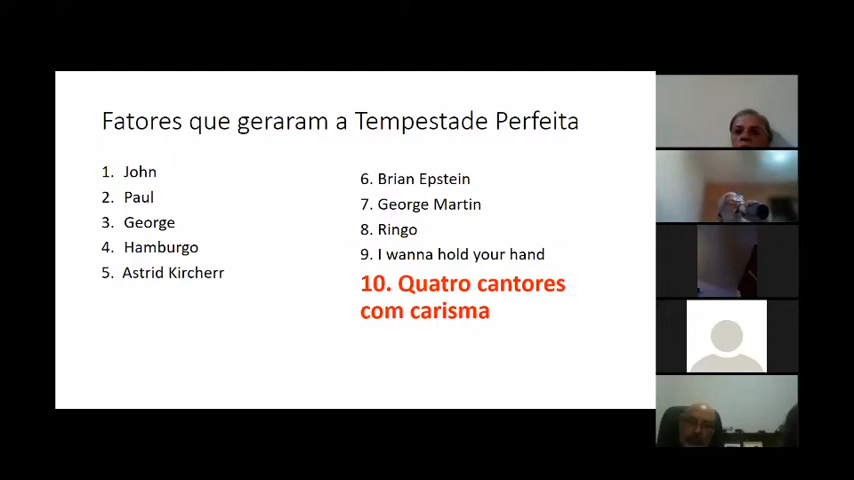 Fatores que geraram a Tempestade Perfeita
1. John
2. Paul
3. George
4. Hamburgo
5. Astrid Kircherr
6. Brian Epstein
7. George Martin
8. Ringo
9. I wanna hold your hand
10. Quatro cantores
com carisma